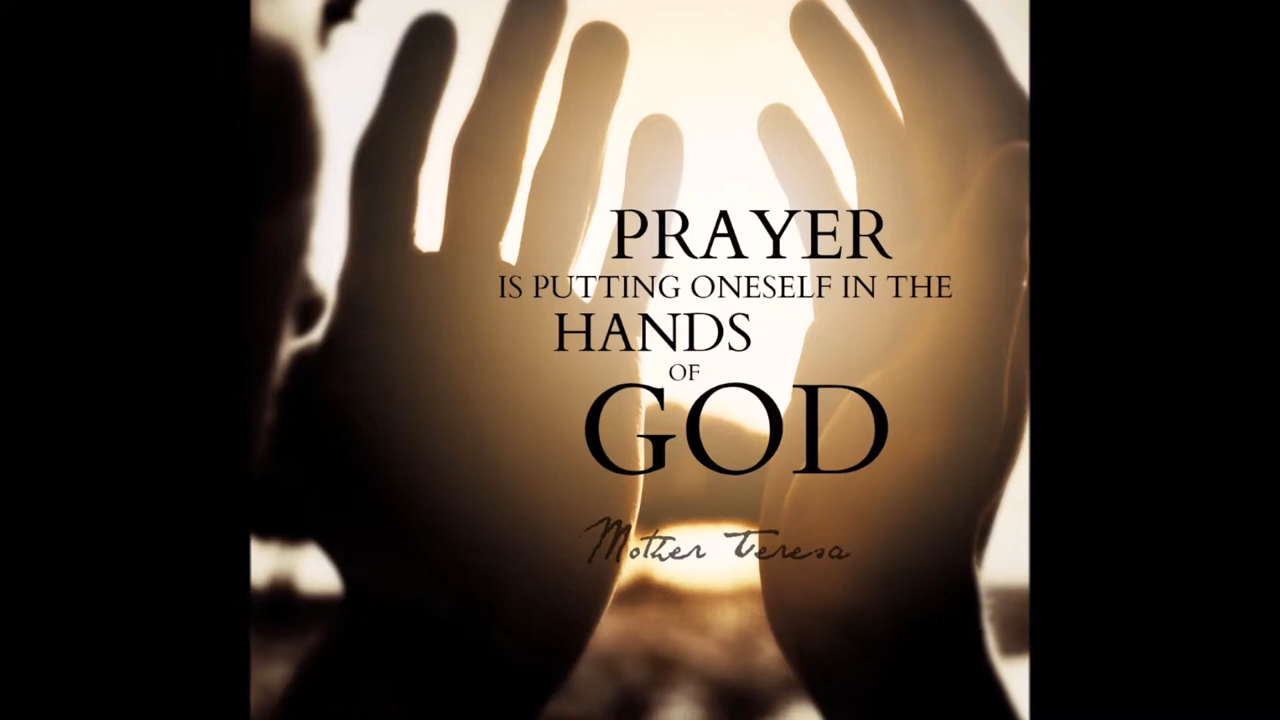 PRAYER
IS PUTTING ONESELF IN THE
HANDS
OF
GOD
Mother Teresa